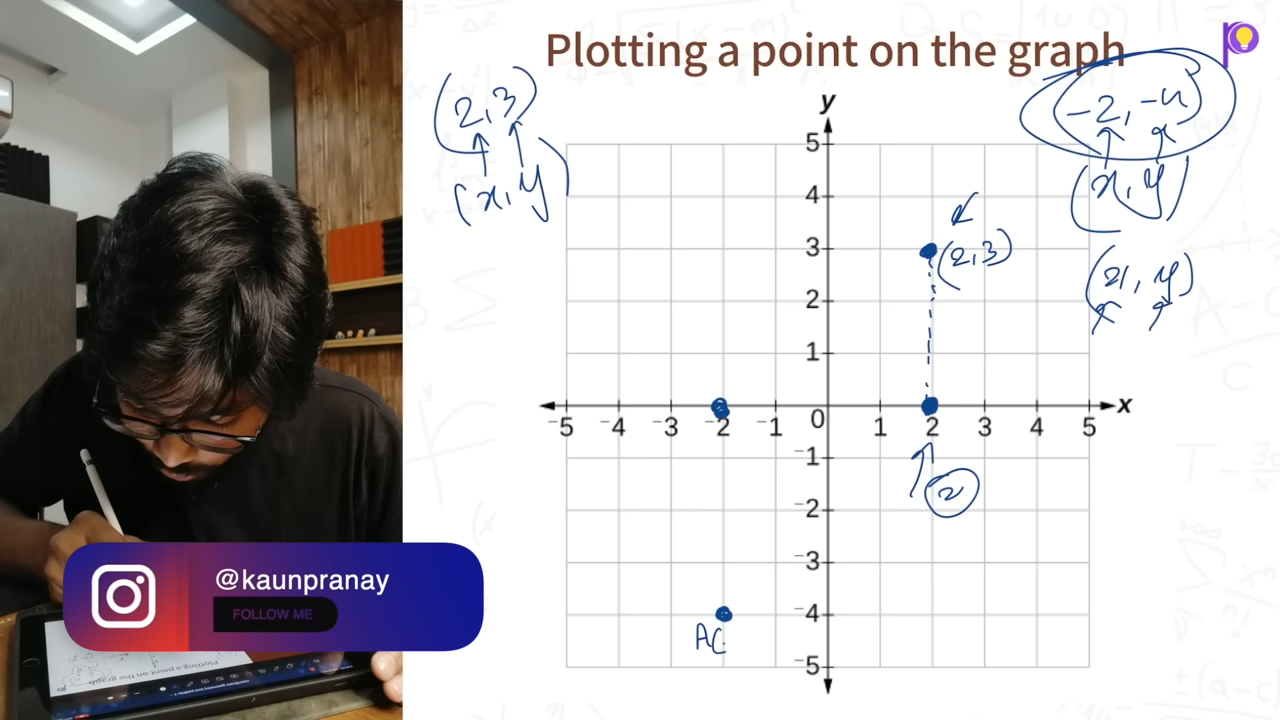 Plotting a point on the graph
(2,3)
(x,y)
(-2,-4)
(x,y)
(x,y)
y
5
4
3
2
1
(2,3)
-5 -4 -3 -2 -1 0 1 2 3 4 5 x
-1
-2
-3
-4
-5
2
A(
@kaunpranay
FOLLOW ME